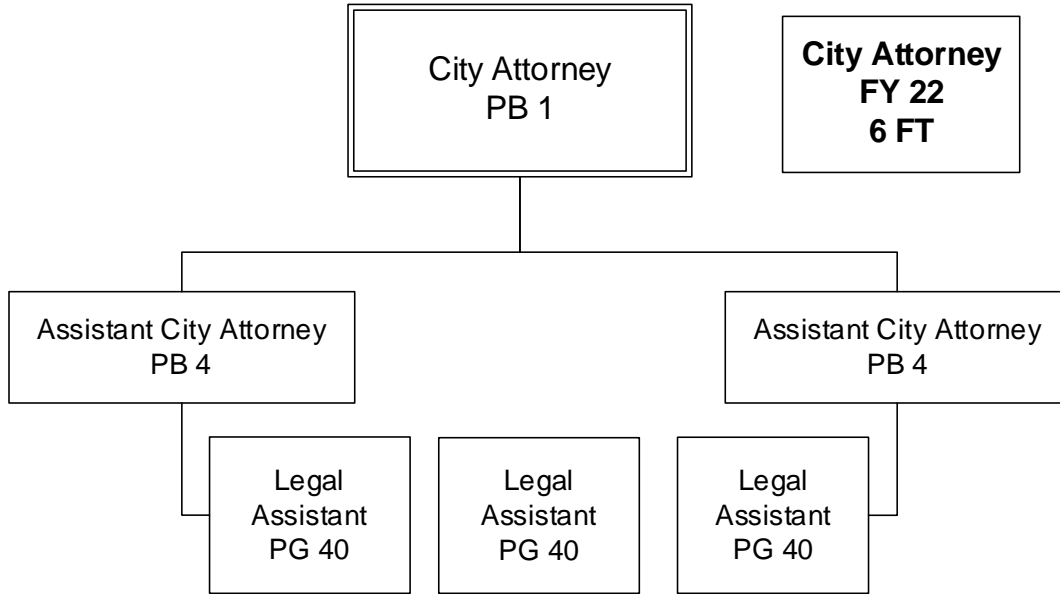 City Attorney
PB 1
City Attorney
FY 22
6 FT
Assistant City Attorney
PB 4
Assistant City Attorney
PB 4
Legal
Assistant
PG 40
Legal
Assistant
PG 40
Legal
Assistant
PG 40